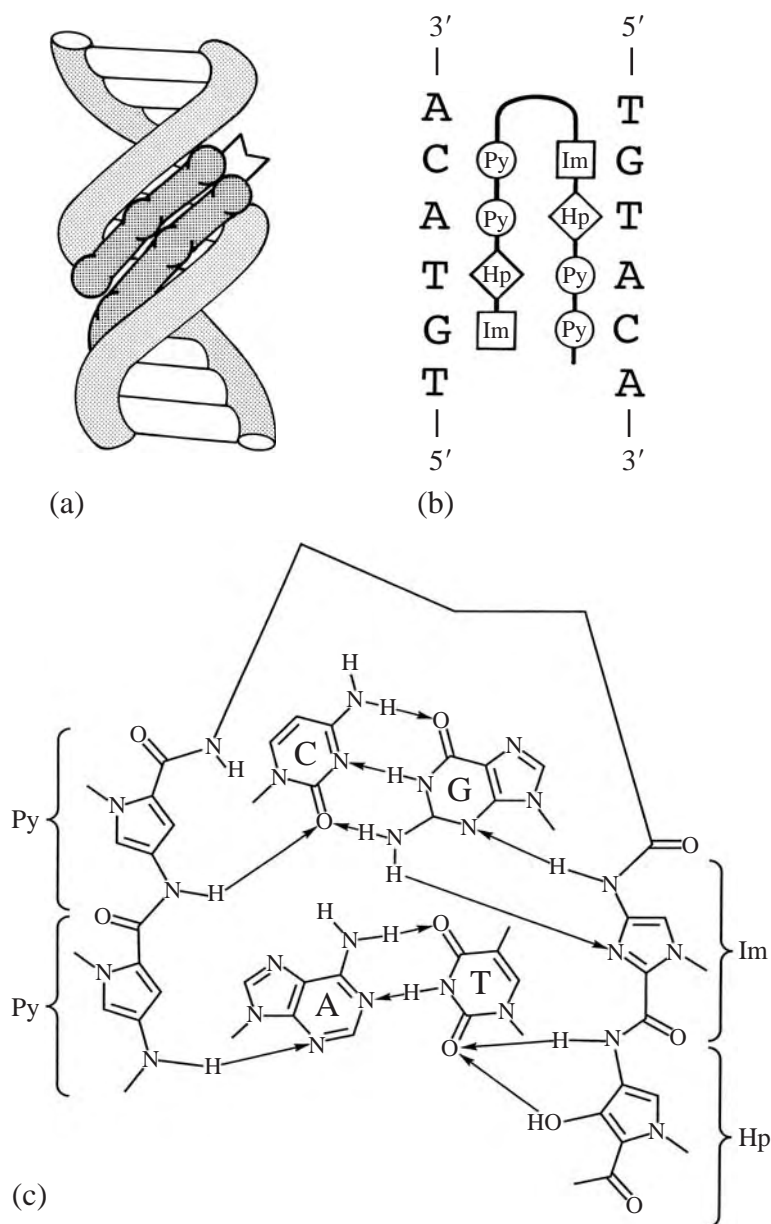 3′ 5′
A T
C Py Im G
A Py Hp T
T Hp Py A
G Im Py C
T A
5′ 3′
(a) (b)
H
N H O
O N
N C N H N G N
H
Py N N O H N N H O
N H
N H H N
O N Im
H N
Py N N H O N
N N H N T O
N A N N H N
N H N O
HO N Hp
O
(c)